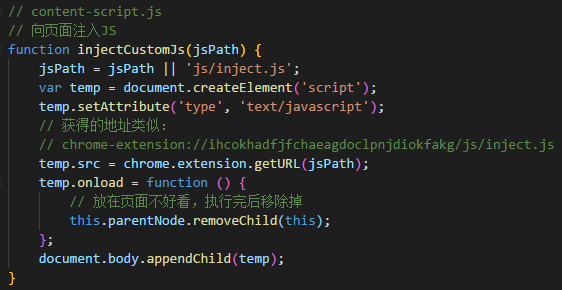 // content-script.js
// 向页面注入JS
function injectCustomJs(jsPath) {
    jsPath = jsPath || 'js/inject.js';
    var temp = document.createElement('script');
    temp.setAttribute('type', 'text/javascript');
    // 获得的地址类似：
    // chrome-extension://ihcokhadfjfchaeagdoclpnjdiokfakg/js/inject.js
    temp.src = chrome.extension.getURL(jsPath);
    temp.onload = function () {
        // 放在页面不好看，执行完后移除掉
        this.parentNode.removeChild(this);
    };
    document.body.appendChild(temp);
}